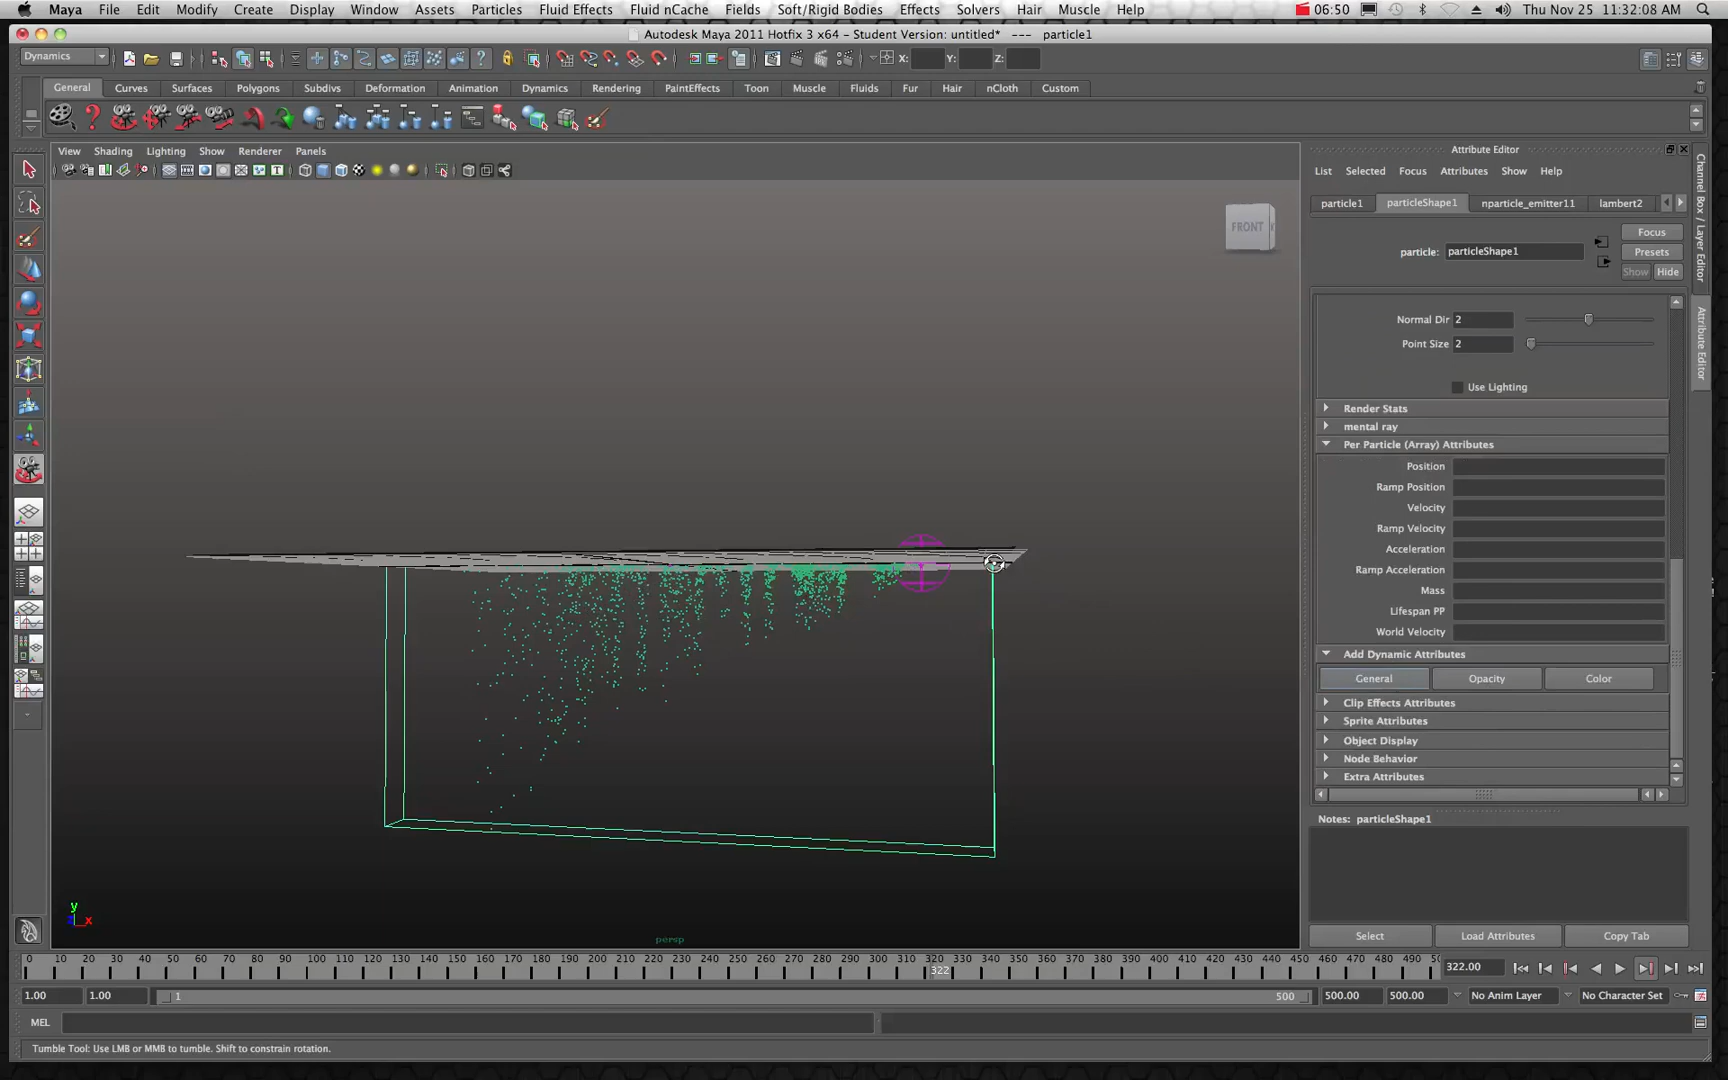 Maya File Edit Modify Create Display Window Assets Particles Fluid Effects Fluid nCache Fields Soft/Rigid Bodies Effects Solvers Hair Muscle Help 06:50 Thu Nov 25 11:32:08 AM
Autodesk Maya 2011 Hotfix 3 x64 - Student Version: untitled* --- particle1
Dynamics X: Y: Z:
General Curves Surfaces Polygons Subdivs Deformation Animation Dynamics Rendering PaintEffects Toon Muscle Fluids Fur Hair nCloth Custom
View Shading Lighting Show Renderer Panels
FRONT
Attribute Editor
List Selected Focus Attributes Show Help
particle1 particleShape1 nparticle_emitter11 lambert2
Focus
particle: particleShape1 Presets
Show Hide
Normal Dir 2
Point Size 2
Use Lighting
Render Stats
mental ray
Per Particle (Array) Attributes
Position
Ramp Position
Velocity
Ramp Velocity
Acceleration
Ramp Acceleration
Mass
Lifespan PP
World Velocity
Add Dynamic Attributes
General Opacity Color
Clip Effects Attributes
Sprite Attributes
Object Display
Node Behavior
Extra Attributes
Notes: particleShape1
Select Load Attributes Copy Tab
Channel Box / Layer Editor
Attribute Editor
y
x
persp
0 10 20 30 40 50 60 70 80 90 100 110 120 130 140 150 160 170 180 190 200 210 220 230 240 250 260 270 280 290 300 310 320 330 340 350 360 370 380 390 400 410 420 430 440 450 460 470 480 490 50
322
322.00
1.00 1.00 1 500 500.00 500.00 No Anim Layer No Character Set
MEL
Tumble Tool: Use LMB or MMB to tumble. Shift to constrain rotation.